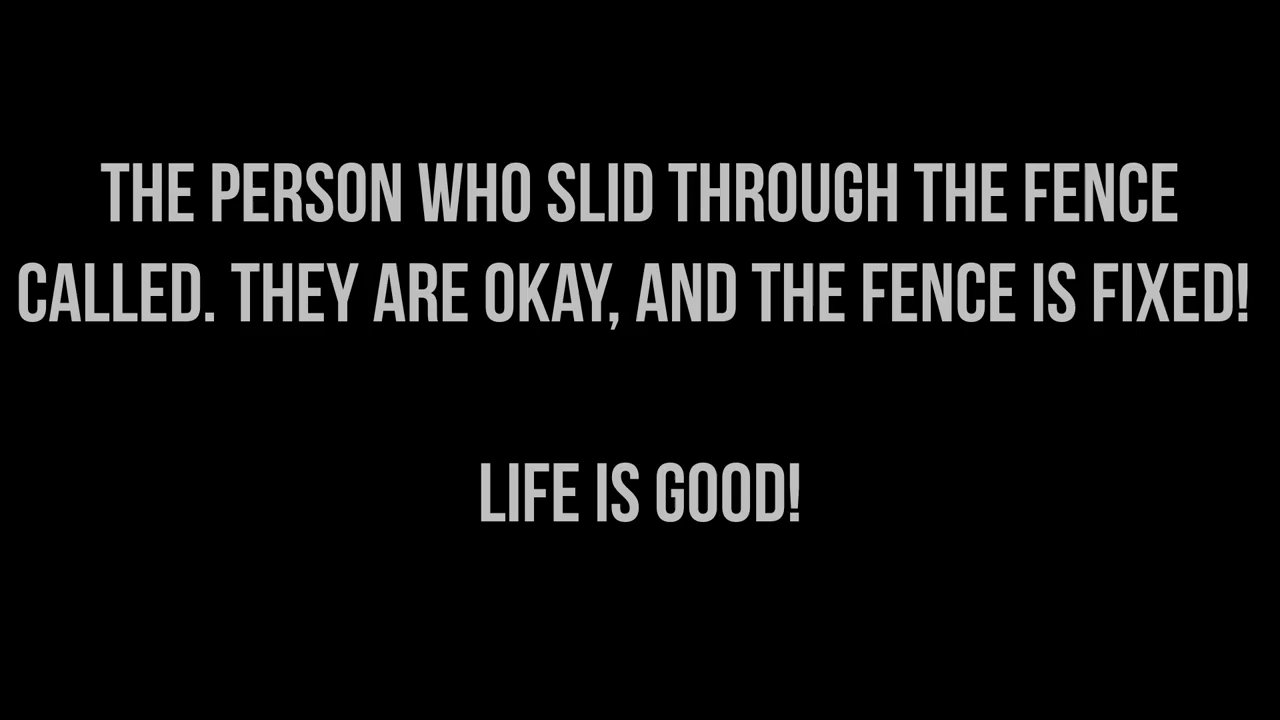 THE PERSON WHO SLID THROUGH THE FENCE
CALLED. THEY ARE OKAY, AND THE FENCE IS FIXED!
LIFE IS GOOD!